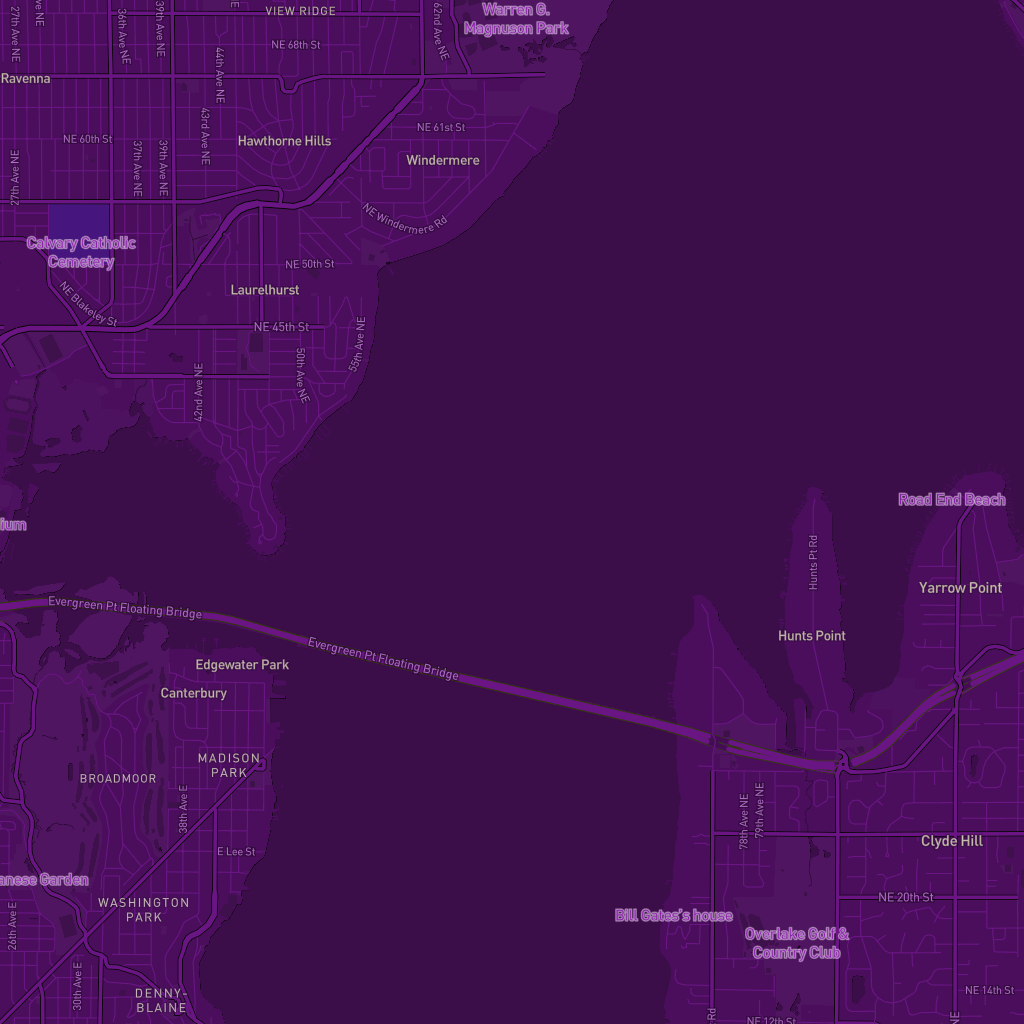 27th Ave NE
36th Ave NE
39th Ave NE
VIEW RIDGE
62nd Ave NE
Warren G.
Magnuson Park
NE 68th St
44th Ave NE
Ravenna
43rd Ave NE
NE 60th St
Hawthorne Hills
NE 61st St
Windermere
27th Ave NE
37th Ave NE
39th Ave NE
NE Windermere Rd
Calvary Catholic
Cemetery
NE 50th St
NE Blakeley St
Laurelhurst
NE 45th St
55th Ave NE
50th Ave NE
42nd Ave NE
ium
Road End Beach
Hunts Pt Rd
Yarrow Point
Evergreen Pt Floating Bridge
Evergreen Pt Floating Bridge
Hunts Point
Edgewater Park
Canterbury
MADISON
PARK
BROADMOOR
38th Ave E
78th Ave NE
79th Ave NE
E Lee St
Clyde Hill
anese Garden
WASHINGTON
PARK
26th Ave E
NE 20th St
Bill Gates's house
Overlake Golf &
Country Club
30th Ave E
DENNY-
BLAINE
NE 14th St
NE 12th St
Rd
NE